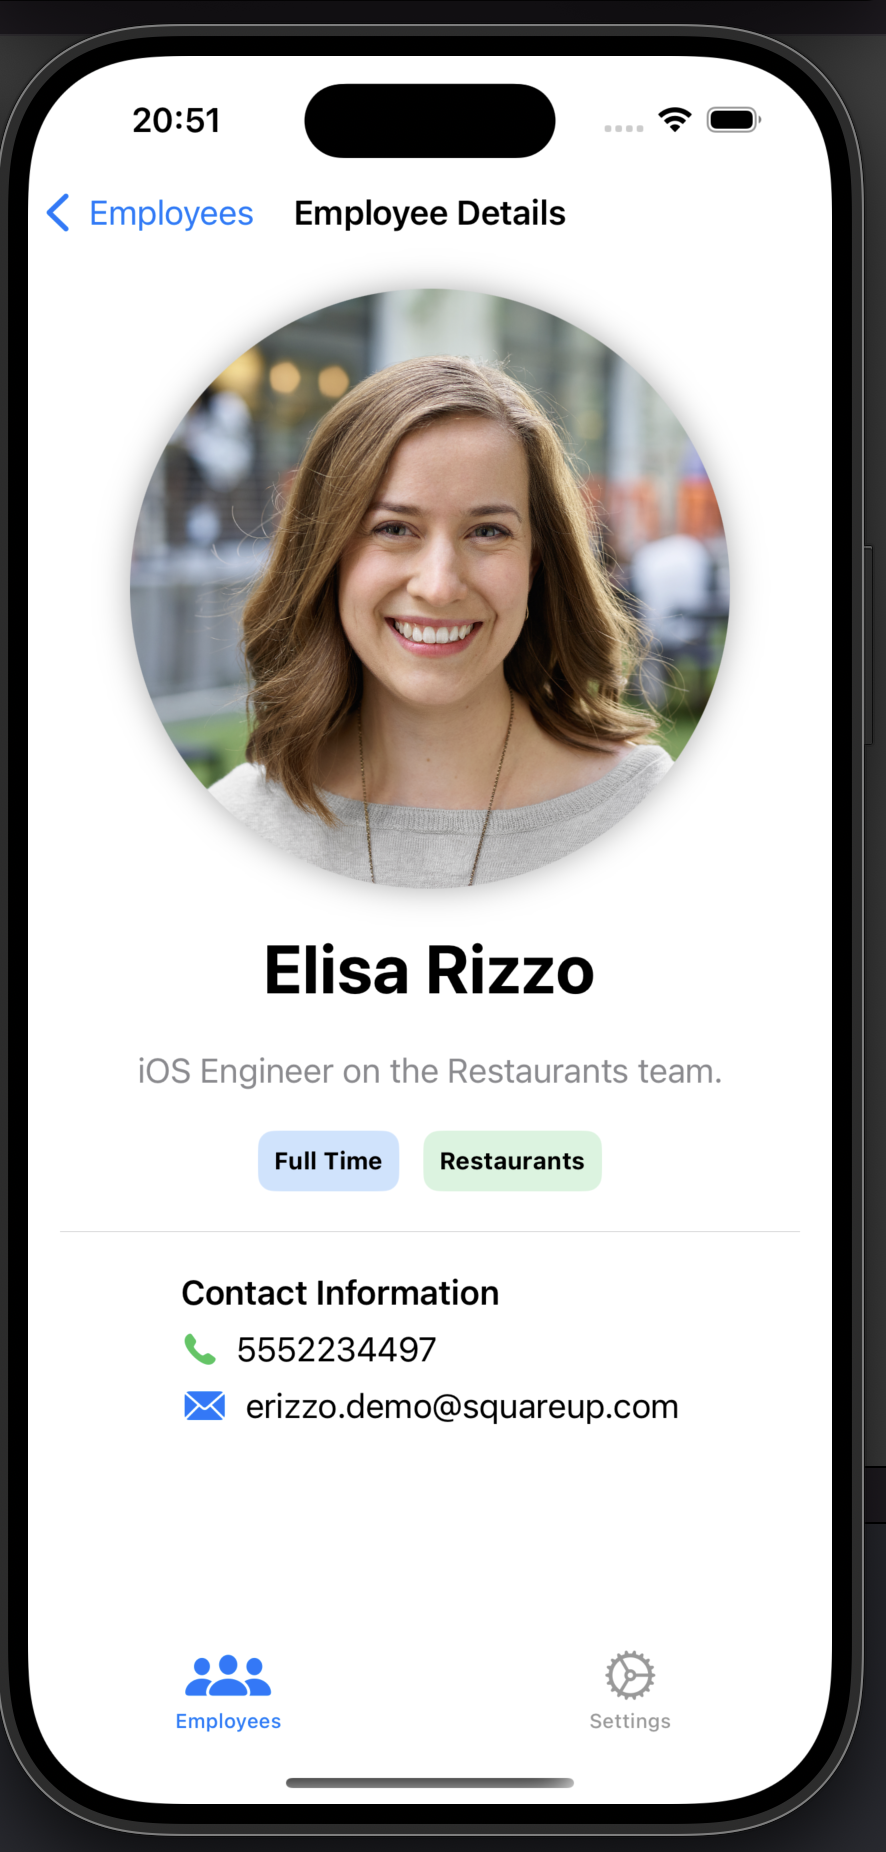 20:51
Employees Employee Details
Elisa Rizzo
iOS Engineer on the Restaurants team.
Full Time Restaurants
Contact Information
5552234497
erizzo.demo@squareup.com
Employees Settings